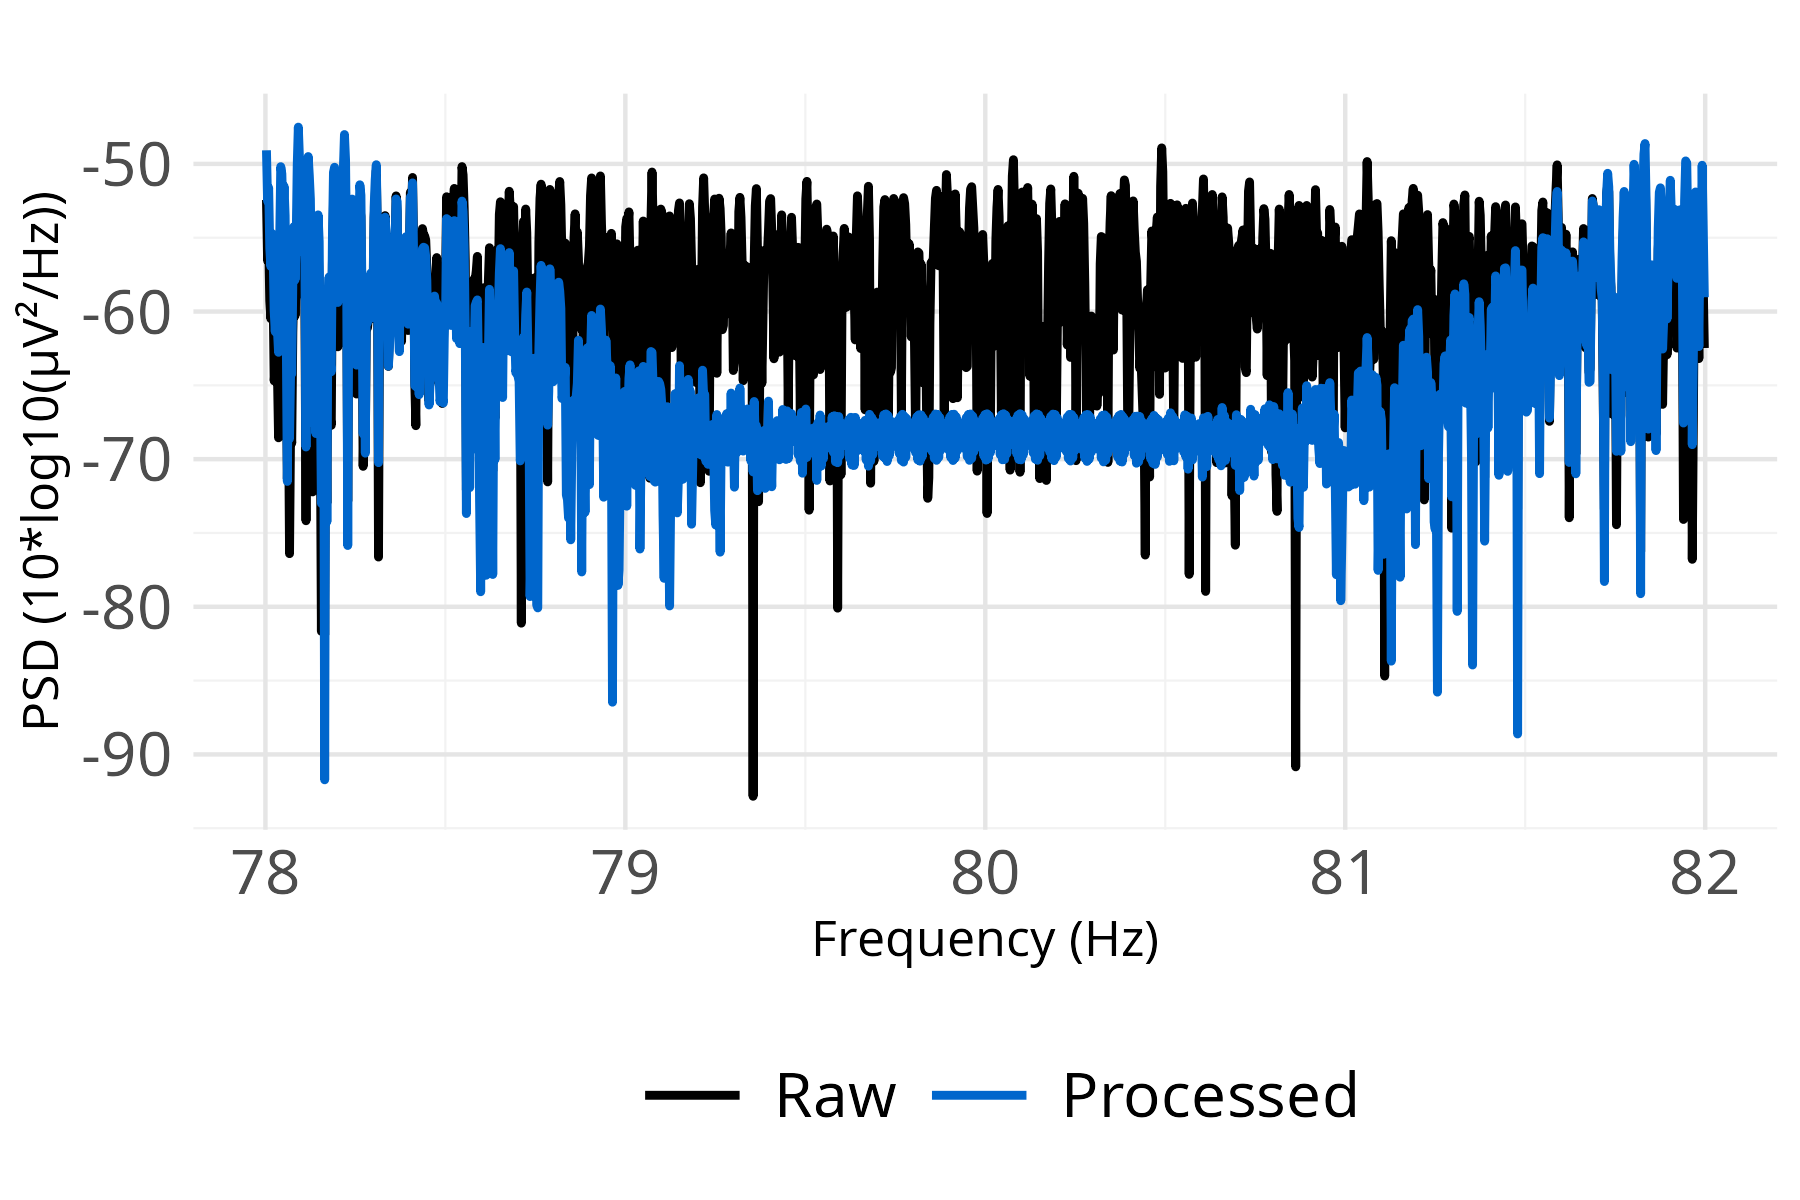 PSD (10*log10(µV²/Hz))
-50
-60
-70
-80
-90
78 79 80 81 82
Frequency (Hz)
Raw Processed